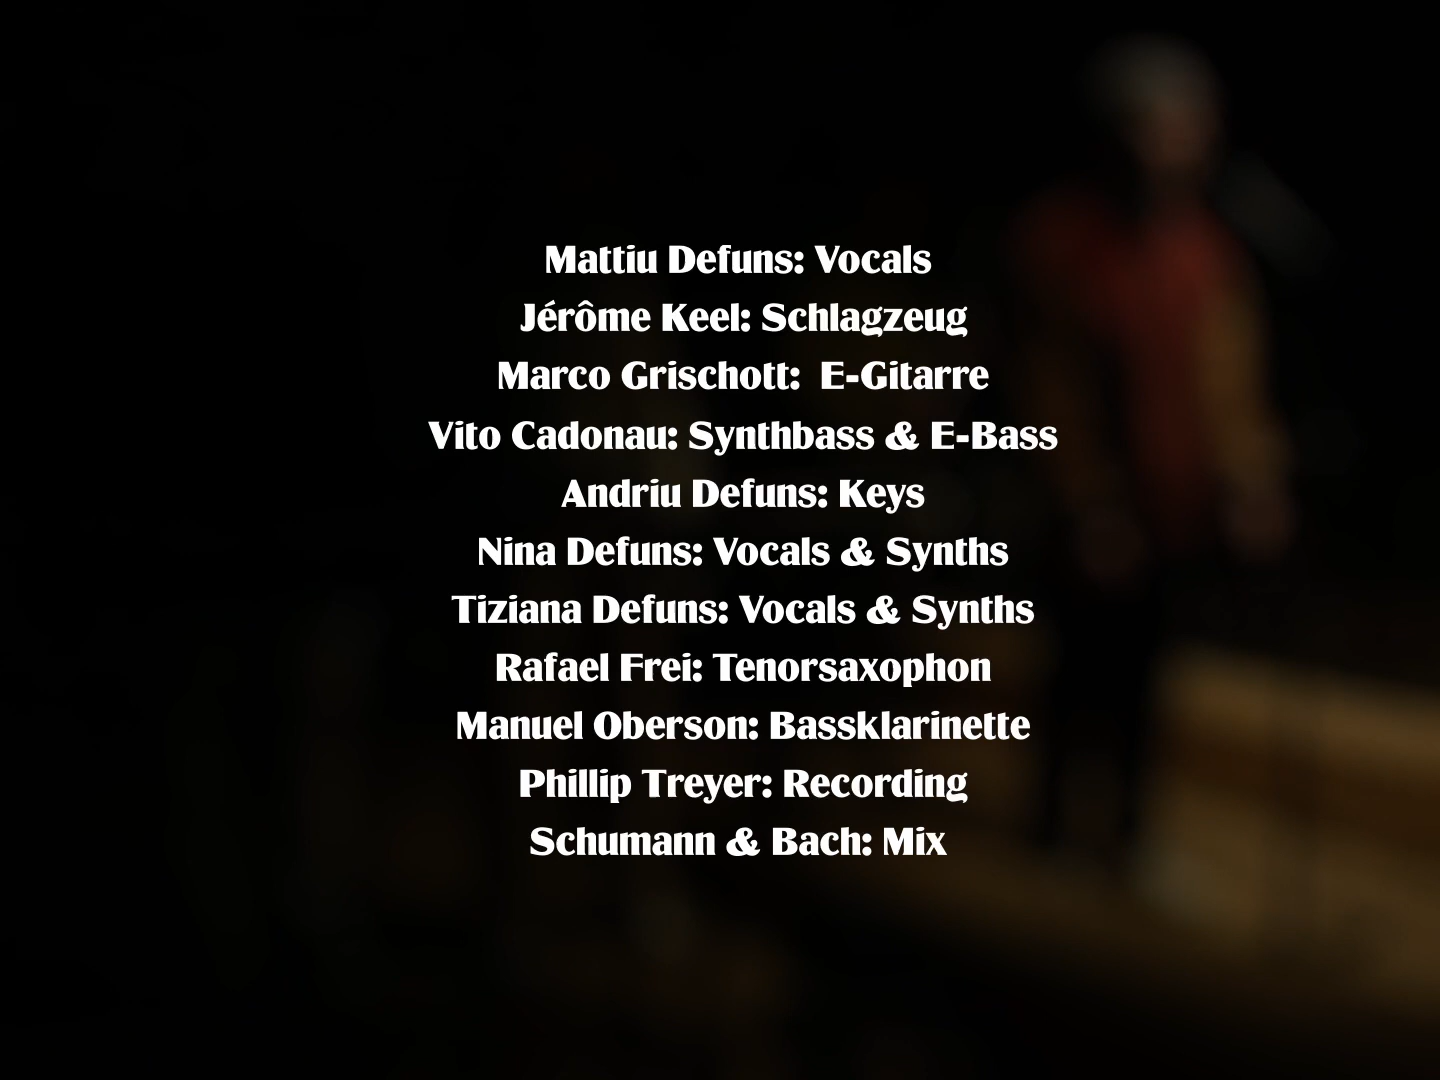 Mattiu Defuns: Vocals
Jérôme Keel: Schlagzeug
Marco Grischott:  E-Gitarre
Vito Cadonau: Synthbass & E-Bass
Andriu Defuns: Keys
Nina Defuns: Vocals & Synths
Tiziana Defuns: Vocals & Synths
Rafael Frei: Tenorsaxophon
Manuel Oberson: Bassklarinette
Phillip Treyer: Recording
Schumann & Bach: Mix